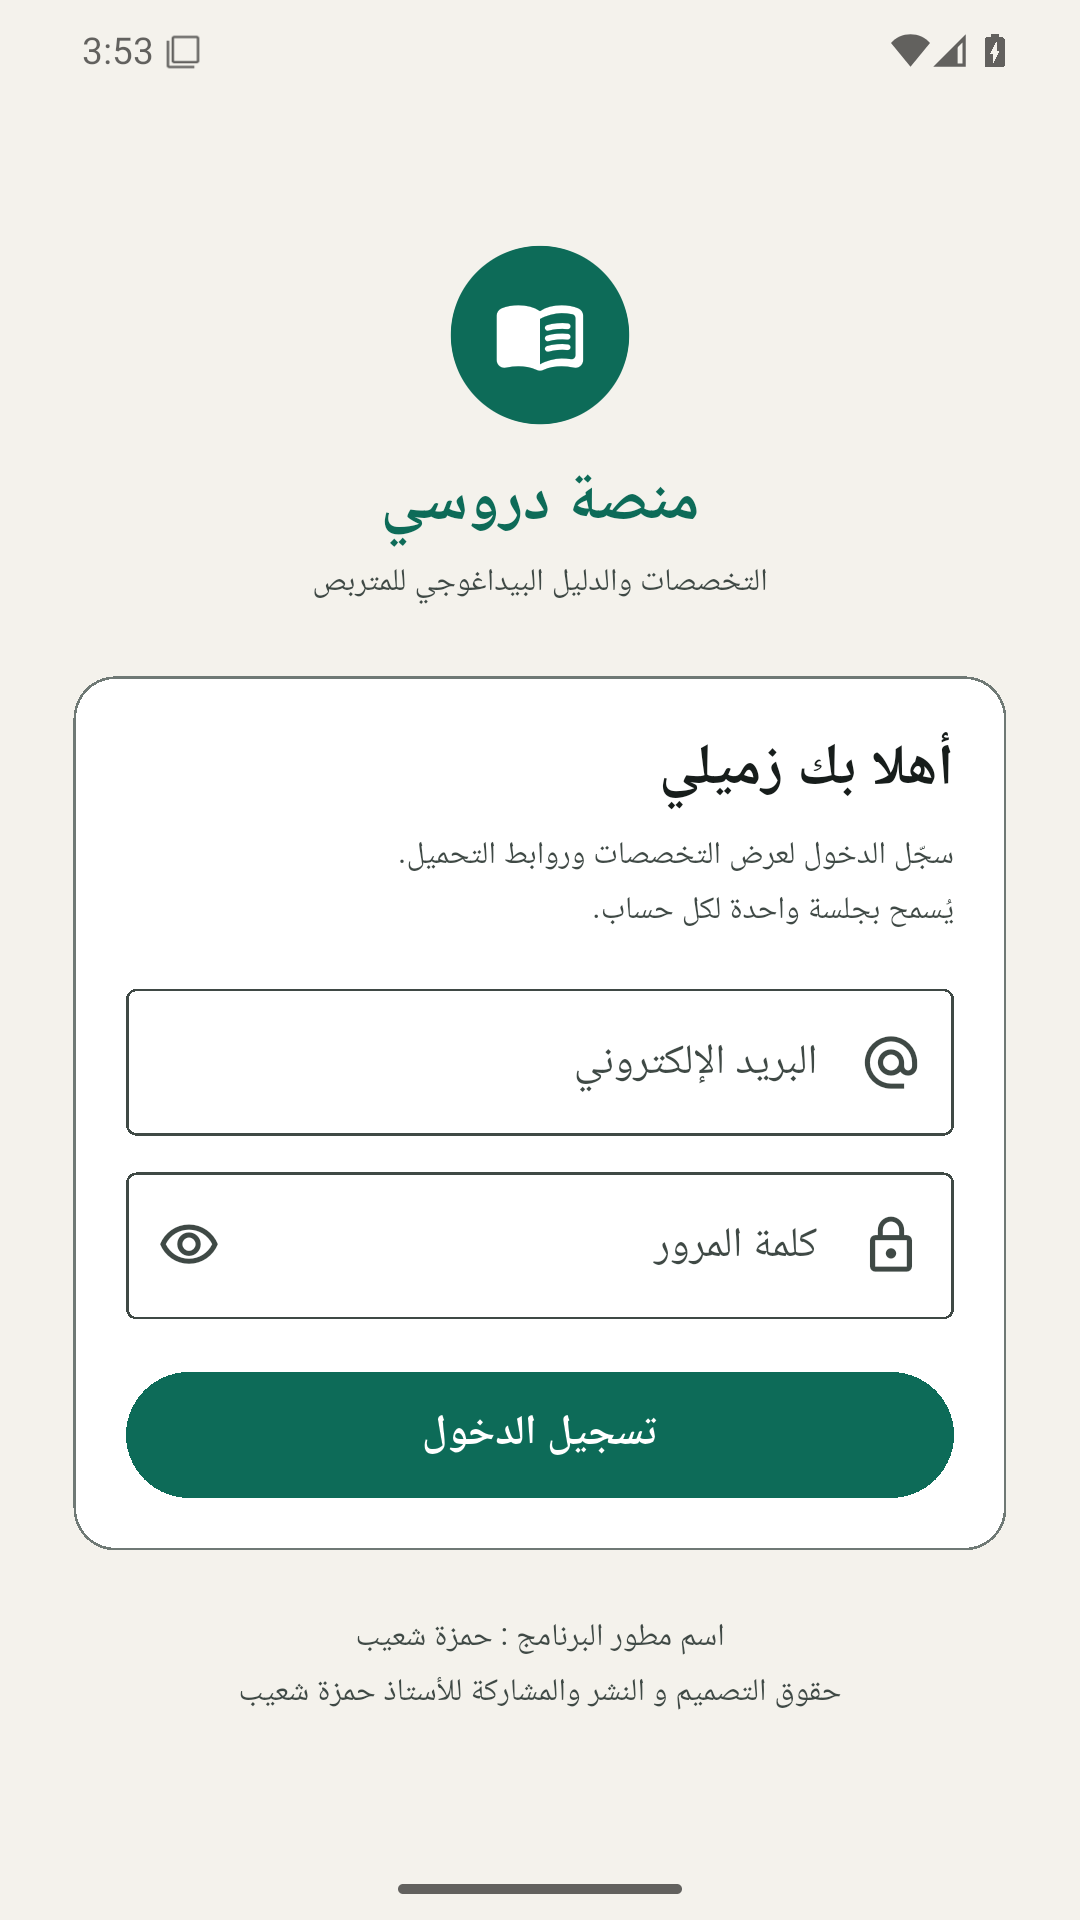 3:53
منصة دروسي
التخصصات والدليل البيداغوجي للمتربص
أهلا بك زميلي
سجّل الدخول لعرض التخصصات وروابط التحميل.
يُسمح بجلسة واحدة لكل حساب.
البريد الإلكتروني
كلمة المرور
تسجيل الدخول
اسم مطور البرنامج : حمزة شعيب
حقوق التصميم و النشر والمشاركة للأستاذ حمزة شعيب